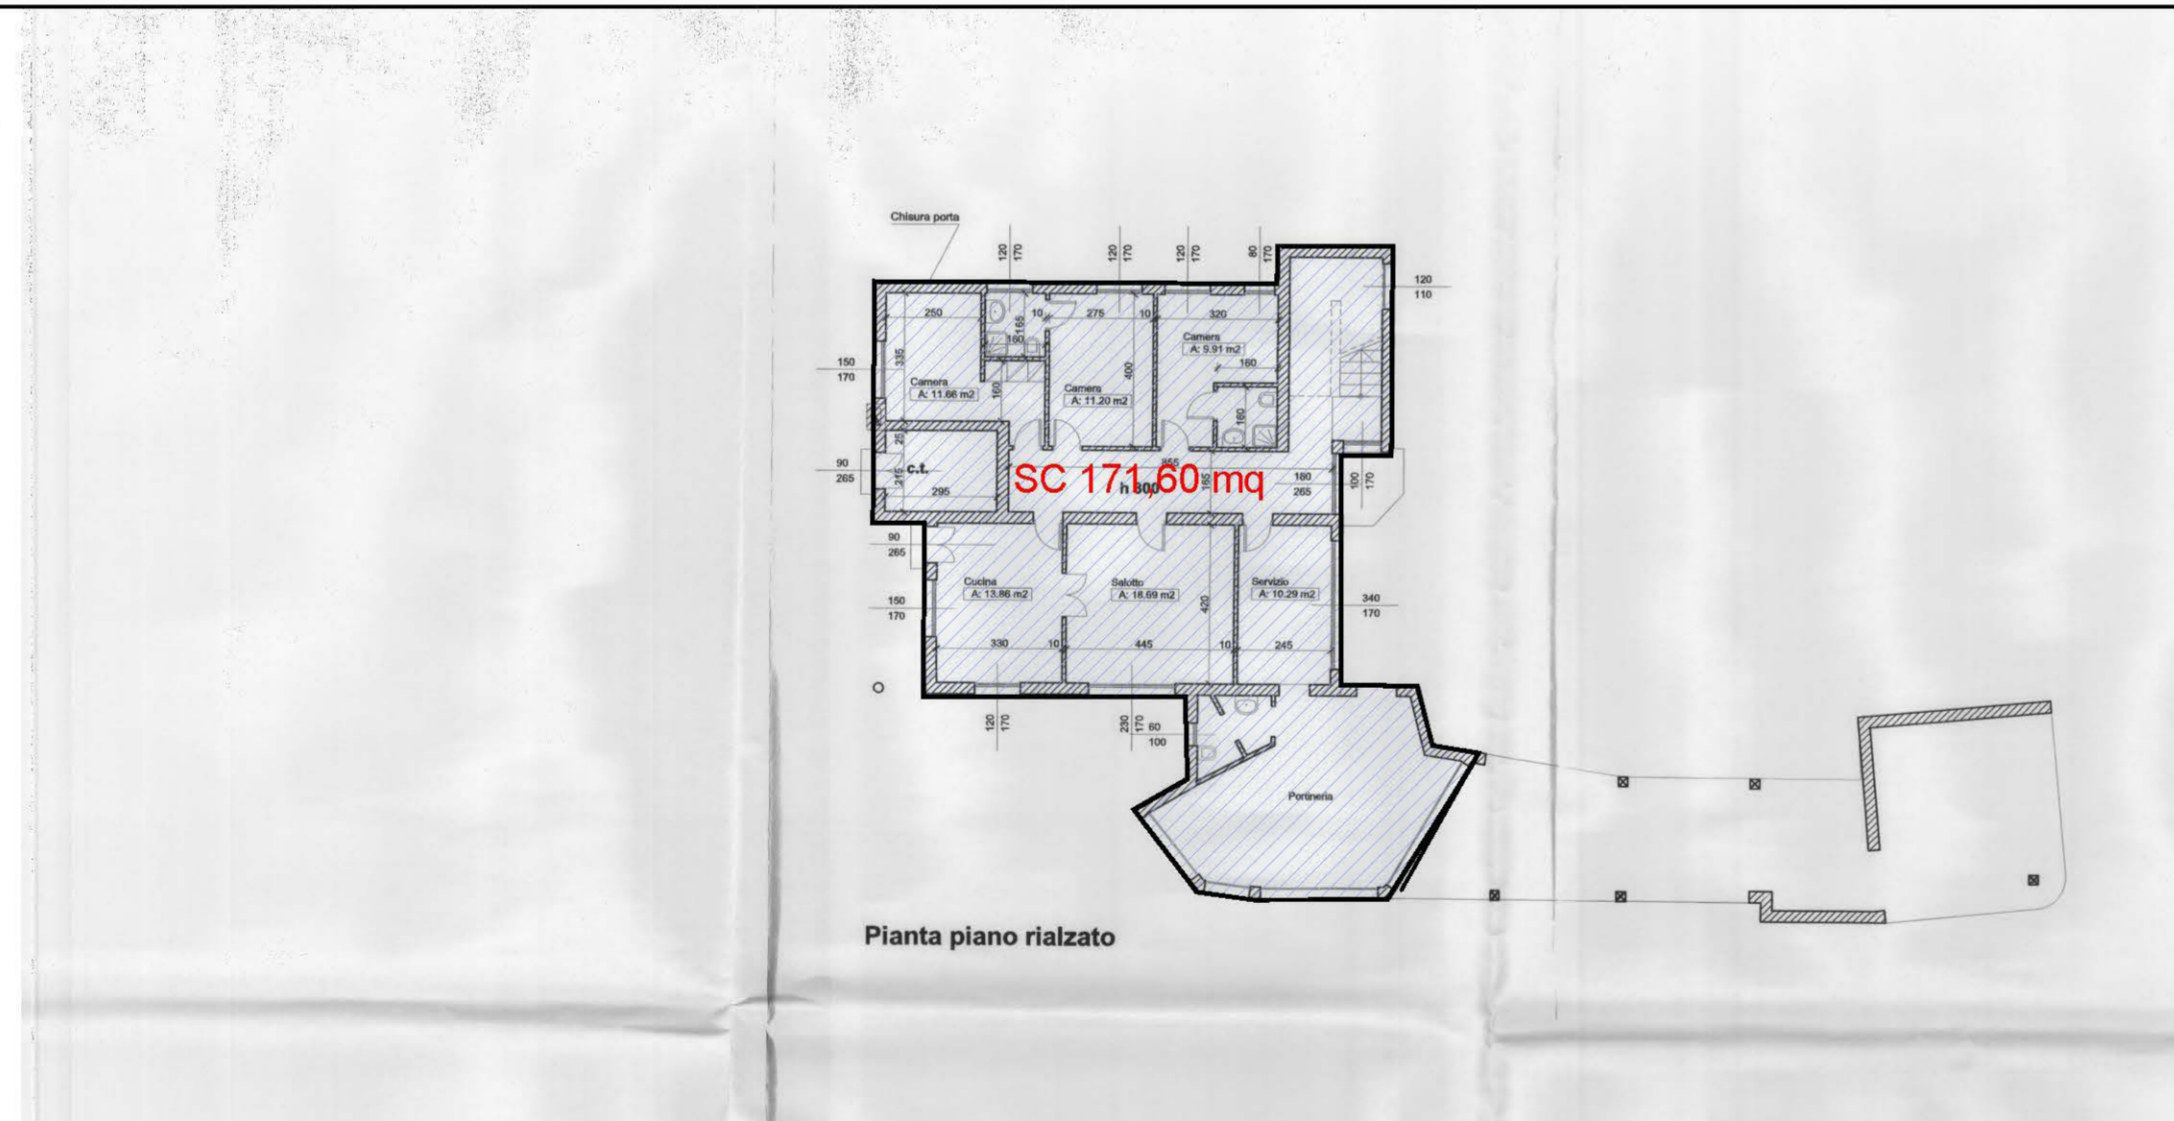 Chisura porta
120
170
120
170
120
170
80
170
120
110
250
10
275
10
320
165
160
Camera
A: 9.91 m2
160
150
170
335
400
Camera
A: 11.66 m2
160
Camera
A: 11.20 m2
160
25
90
265
c.t.
215
295
855
SC 171,60 mq
h 300
165
180
265
100
170
90
265
Cucina
A: 13.86 m2
Salotto
A: 18.69 m2
Servizio
A: 10.29 m2
150
170
420
340
170
330
10
445
10
245
120
170
230
170
60
100
Portineria
Pianta piano rialzato